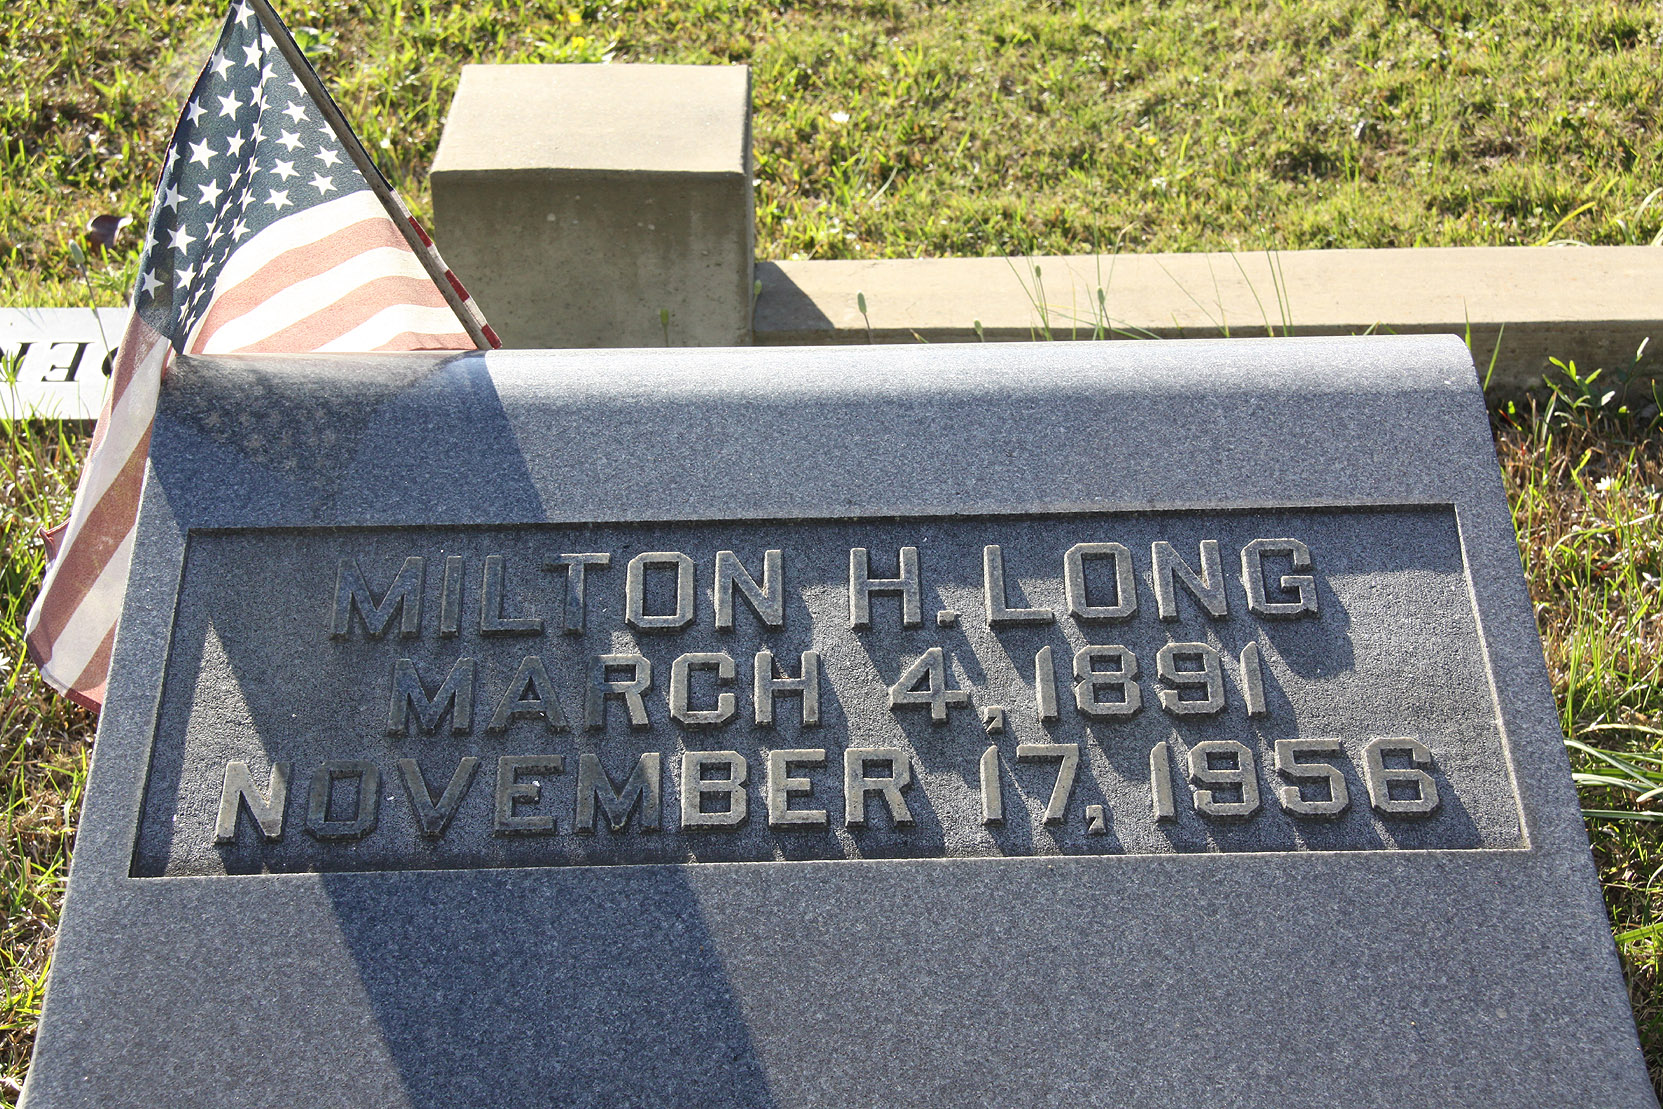 MILTON H. LONG
MARCH 4, 1891
NOVEMBER 17, 1956